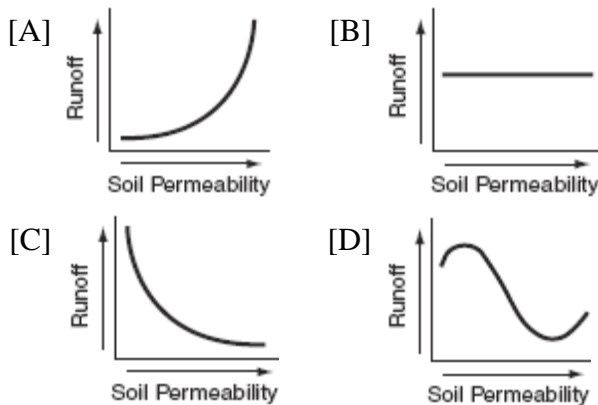 [A]
Runoff
Soil Permeability
[B]
Runoff
Soil Permeability
[C]
Runoff
Soil Permeability
[D]
Runoff
Soil Permeability